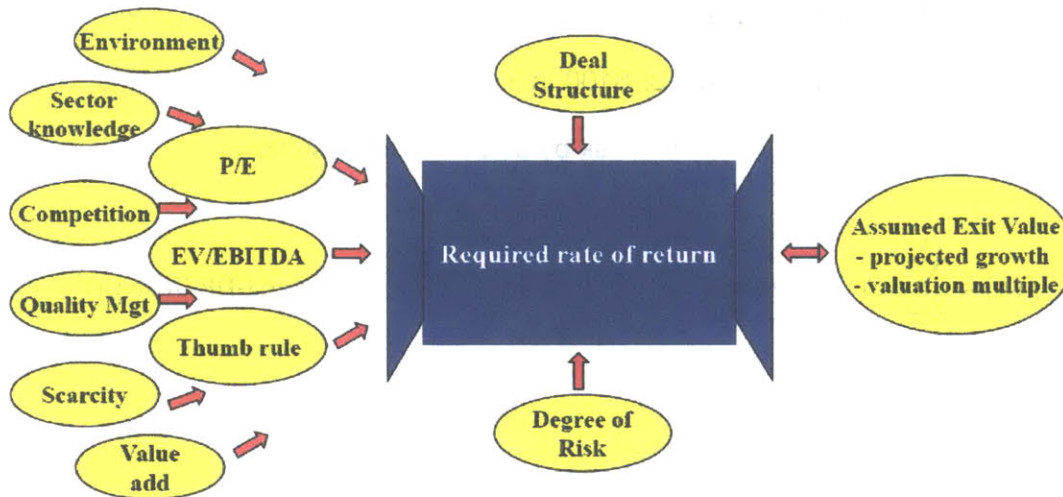 Environment
Sector
knowledge
P/E
Competition
EV/EBITDA
Quality Mgt
Thumb rule
Scarcity
Value
add
Deal
Structure
Required rate of return
Degree of
Risk
Assumed Exit Value
- projected growth
- valuation multiple